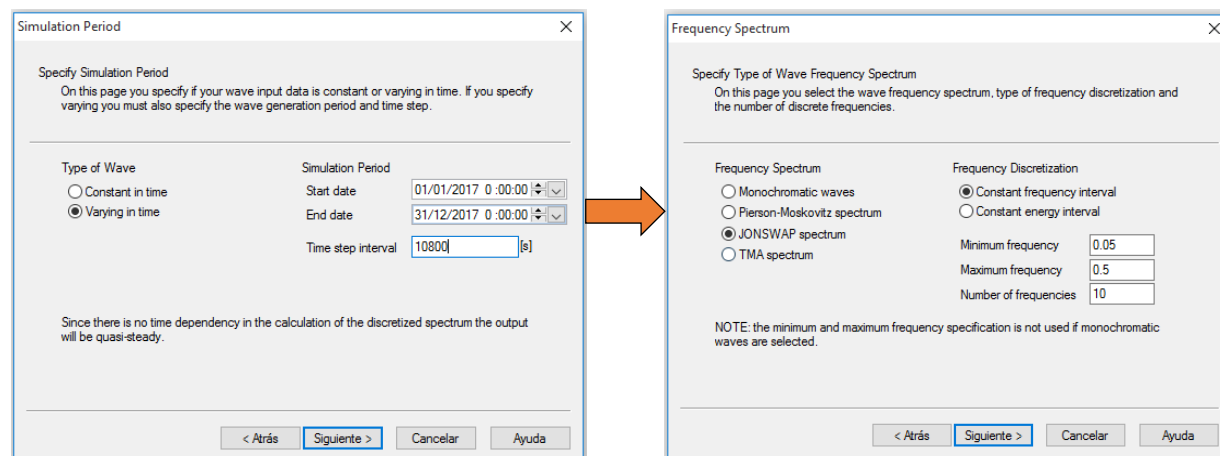 Simulation Period
Specify Simulation Period
On this page you specify if your wave input data is constant or varying in time. If you specify
varying you must also specify the wave generation period and time step.
Type of Wave
Constant in time
Varying in time
Simulation Period
Start date 01/01/2017 0 :00:00
End date 31/12/2017 0 :00:00
Time step interval 10800 [s]
Since there is no time dependency in the calculation of the discretized spectrum the output
will be quasi-steady.
< Atrás Siguiente > Cancelar Ayuda
Frequency Spectrum
Specify Type of Wave Frequency Spectrum
On this page you select the wave frequency spectrum, type of frequency discretization and
the number of discrete frequencies.
Frequency Spectrum
Monochromatic waves
Pierson-Moskovitz spectrum
JONSWAP spectrum
TMA spectrum
Frequency Discretization
Constant frequency interval
Constant energy interval
Minimum frequency 0.05
Maximum frequency 0.5
Number of frequencies 10
NOTE: the minimum and maximum frequency specification is not used if monochromatic
waves are selected.
< Atrás Siguiente > Cancelar Ayuda